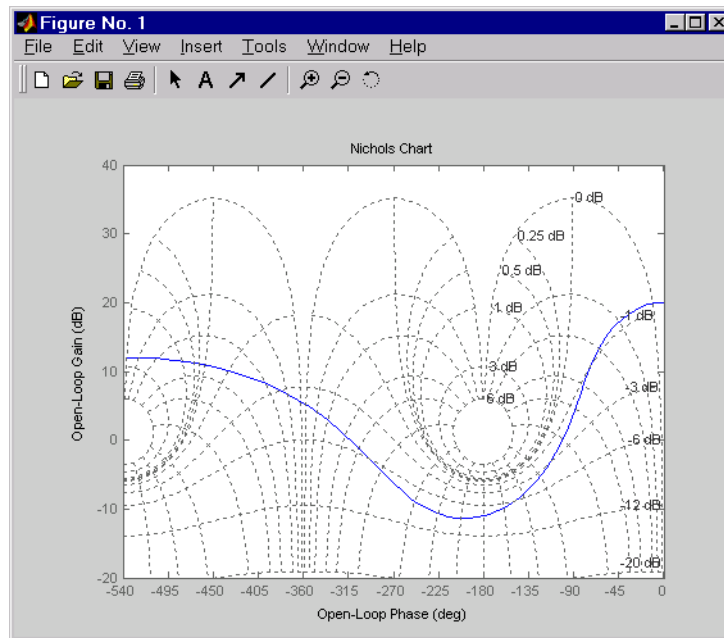 Figure No. 1
File Edit View Insert Tools Window Help
Nichols Chart
40
30
20
10
0
-10
-20
Open-Loop Gain (dB)
0 dB
0.25 dB
0.5 dB
1 dB
-1 dB
3 dB
6 dB
-3 dB
-6 dB
-12 dB
-20 dB
-540 -495 -450 -405 -360 -315 -270 -225 -180 -135 -90 -45 0
Open-Loop Phase (deg)